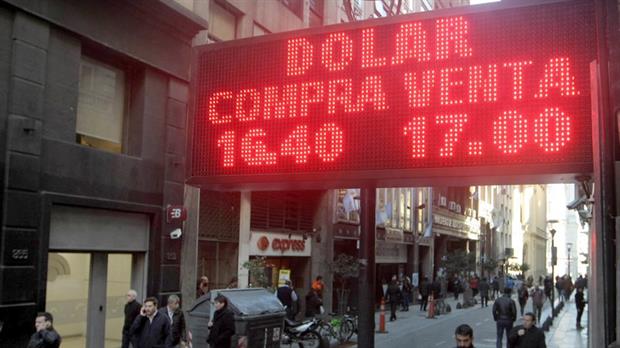 DOLAR
COMPRA VENTA
16.40 17.00
express